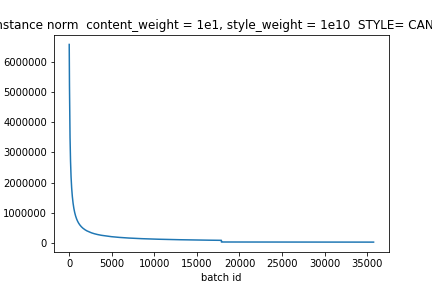 nstance norm content_weight = 1e1, style_weight = 1e10 STYLE= CAN
6000000
5000000
4000000
3000000
2000000
1000000
0
0 5000 10000 15000 20000 25000 30000 35000
batch id